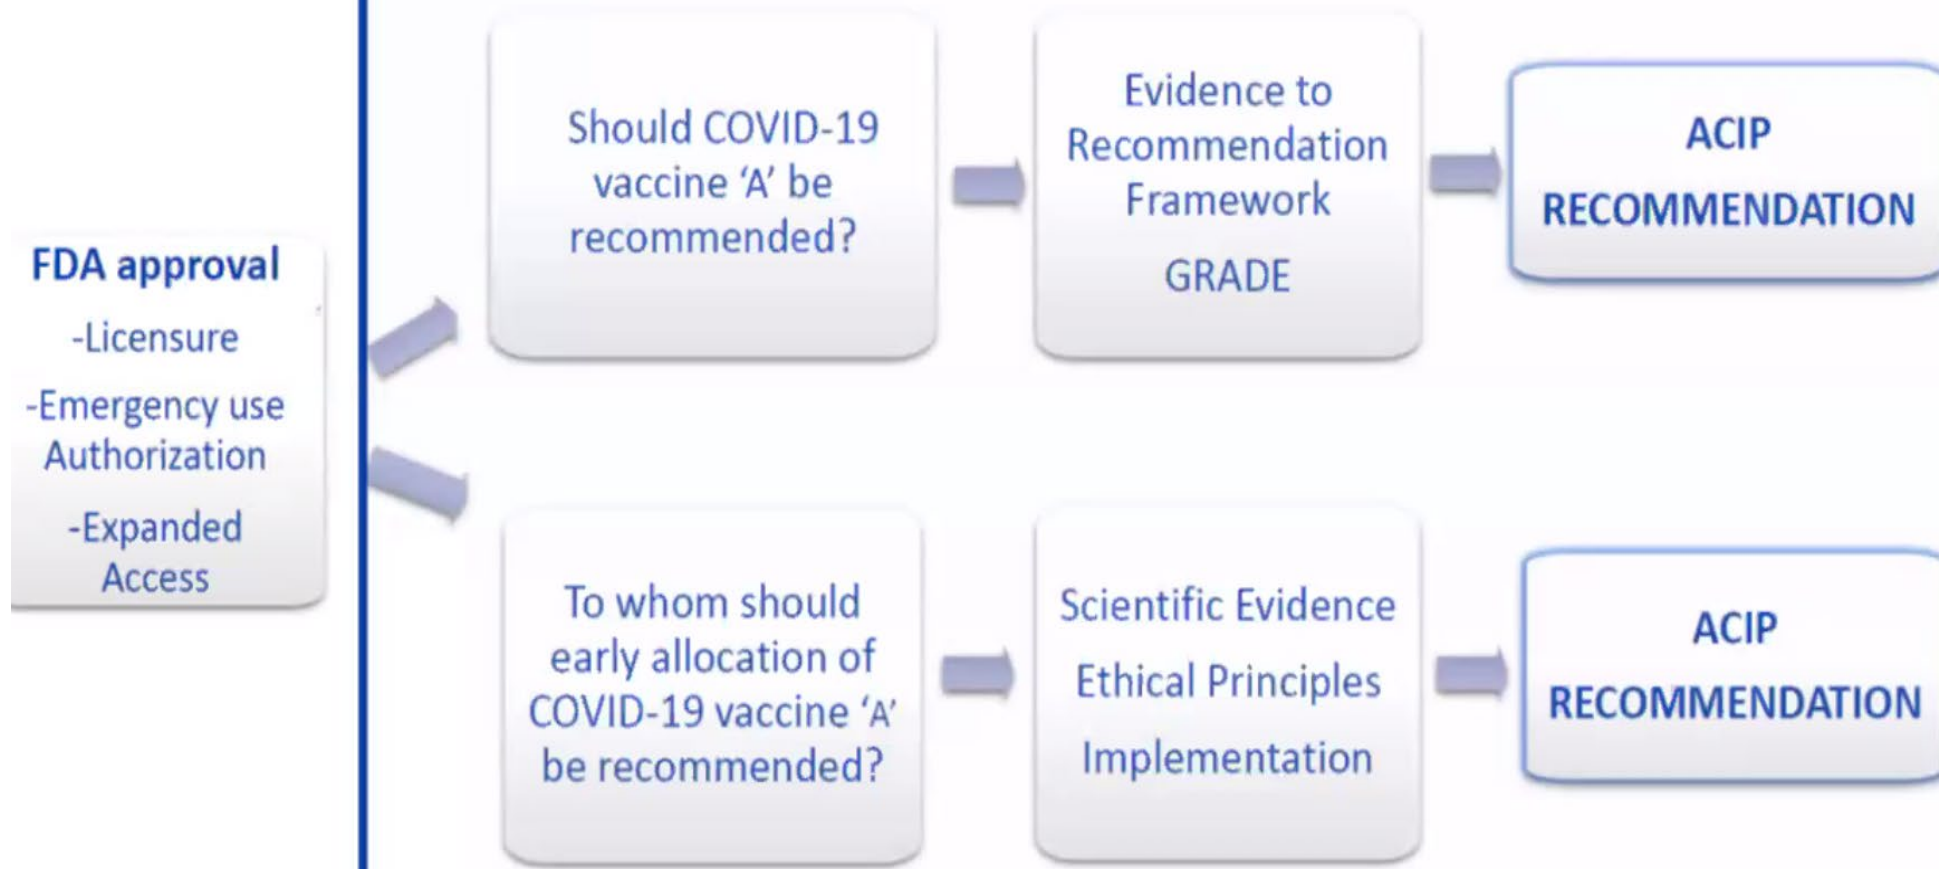 FDA approval
-Licensure
-Emergency use
Authorization
-Expanded
Access
Should COVID-19
vaccine ‘A’ be
recommended?
Evidence to
Recommendation
Framework
GRADE
ACIP
RECOMMENDATION
To whom should
early allocation of
COVID-19 vaccine ‘A’
be recommended?
Scientific Evidence
Ethical Principles
Implementation
ACIP
RECOMMENDATION